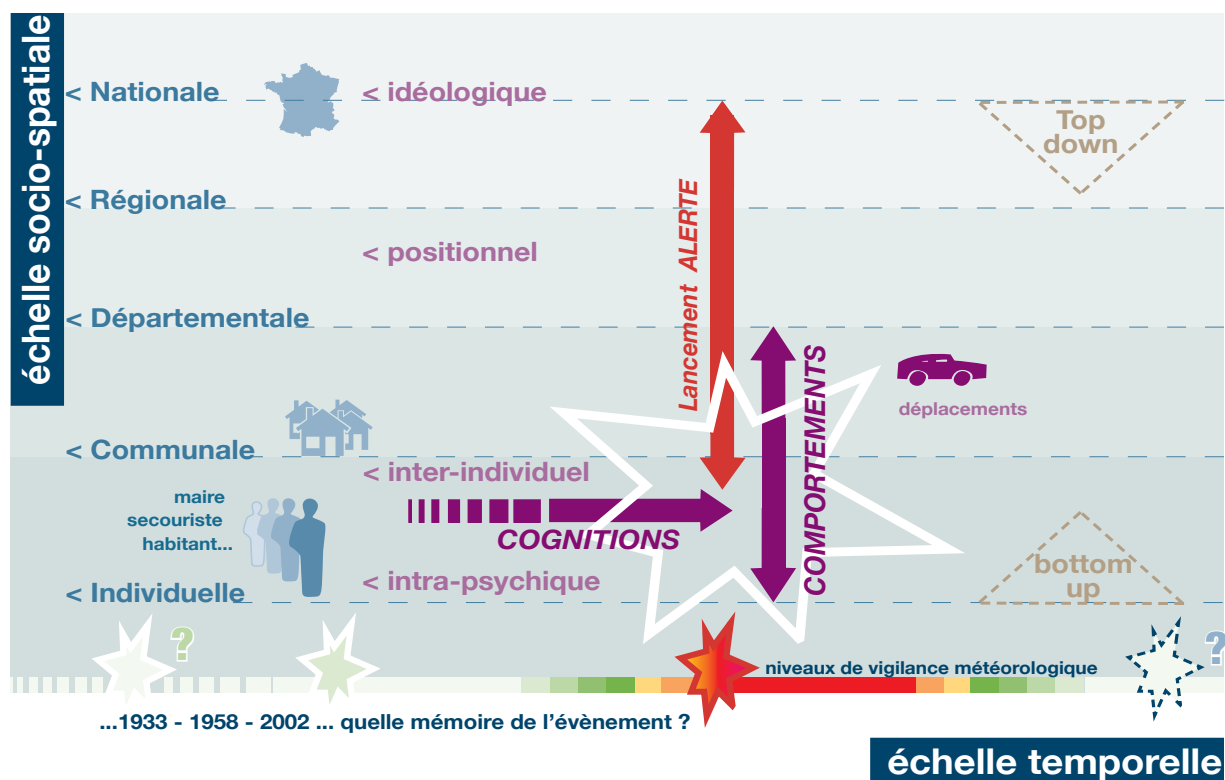 échelle socio-spatiale
< Nationale
< idéologique
Top
down
< Régionale
Lancement ALERTE
< positionnel
< Départementale
COMPORTEMENTS
déplacements
< Communale
< inter-individuel
maire
secouriste
habitant...
COGNITIONS
< intra-psychique
< Individuelle
bottom
up
?
?
niveaux de vigilance météorologique
...1933 - 1958 - 2002 ... quelle mémoire de l'évènement ?
échelle temporelle